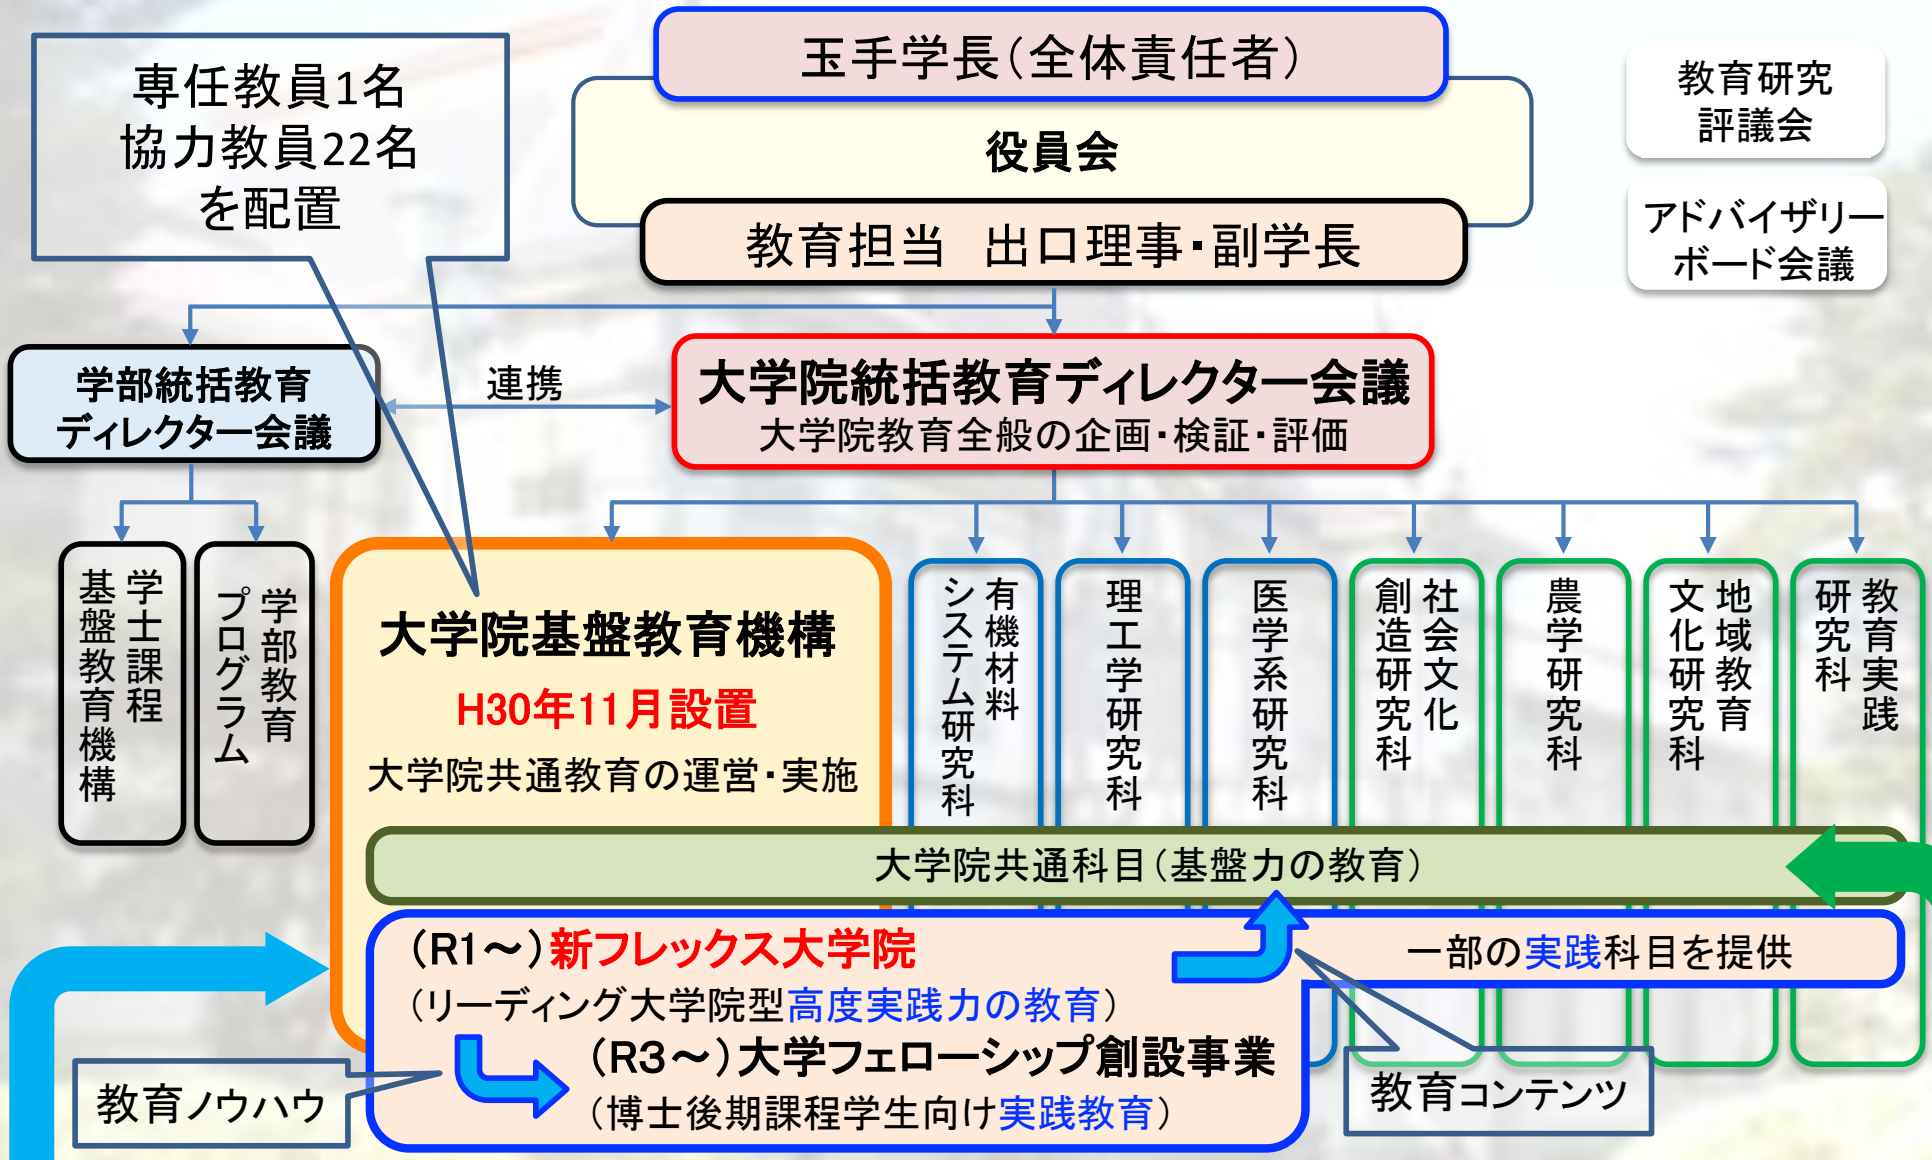 玉手学長(全体責任者)
役員会
教育担当　出口理事・副学長
教育研究
評議会
アドバイザリー
ボード会議
専任教員1名
協力教員22名
を配置
学部統括教育
ディレクター会議
連携
大学院統括教育ディレクター会議
大学院教育全般の企画・検証・評価
学士課程
基盤教育機構
学部教育
プログラム
大学院基盤教育機構
H30年11月設置
大学院共通教育の運営・実施
有機材料
システム研究科
理工学研究科
医学系研究科
社会文化
創造研究科
農学研究科
地域教育
文化研究科
教育実践
研究科
大学院共通科目(基盤力の教育)
(R1～)新フレックス大学院
(リーディング大学院型高度実践力の教育)
一部の実践科目を提供
(R3～)大学フェローシップ創設事業
(博士後期課程学生向け実践教育)
教育ノウハウ
教育コンテンツ